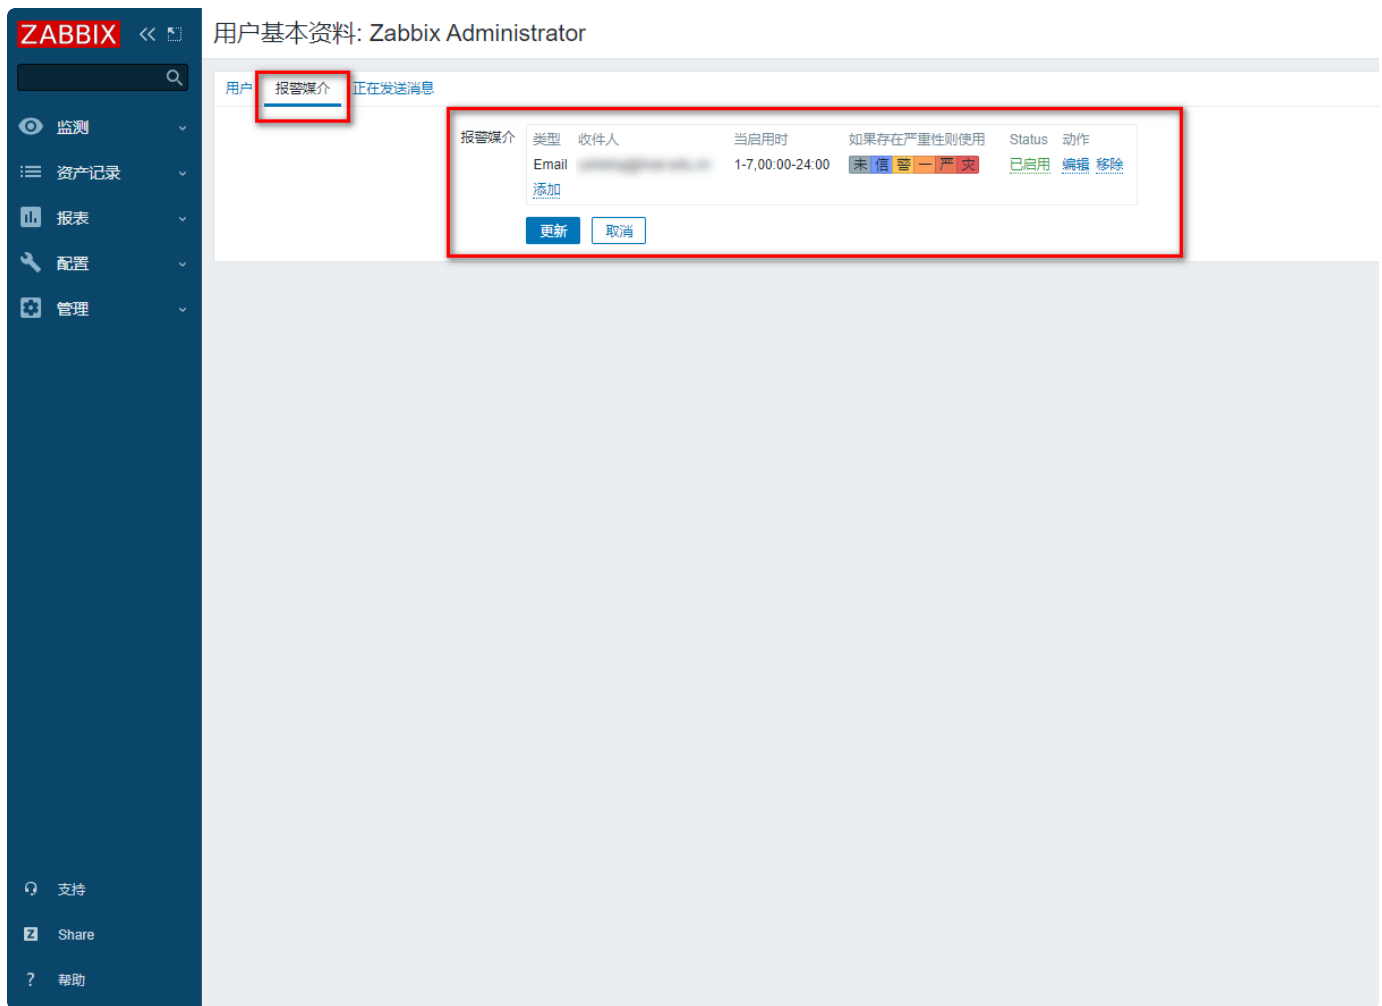 ZABBIX
用户基本资料: Zabbix Administrator
用户 报警媒介 正在发送消息
监测
资产记录
报表
配置
管理
报警媒介 类型 收件人 当启用时 如果存在严重性则使用 Status 动作
Email 1-7,00:00-24:00 未 信 警 一 严 灾 已启用 编辑 移除
添加
更新 取消
支持
Z Share
? 帮助